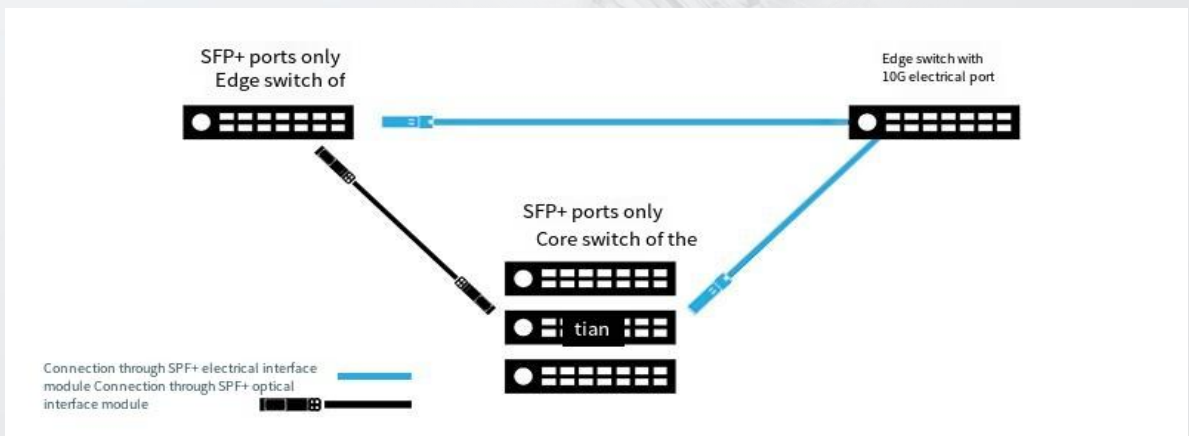 SFP+ ports only
Edge switch of
Edge switch with
10G electrical port
SFP+ ports only
Core switch of the
tian
Connection through SPF+ electrical interface
module Connection through SPF+ optical
interface module